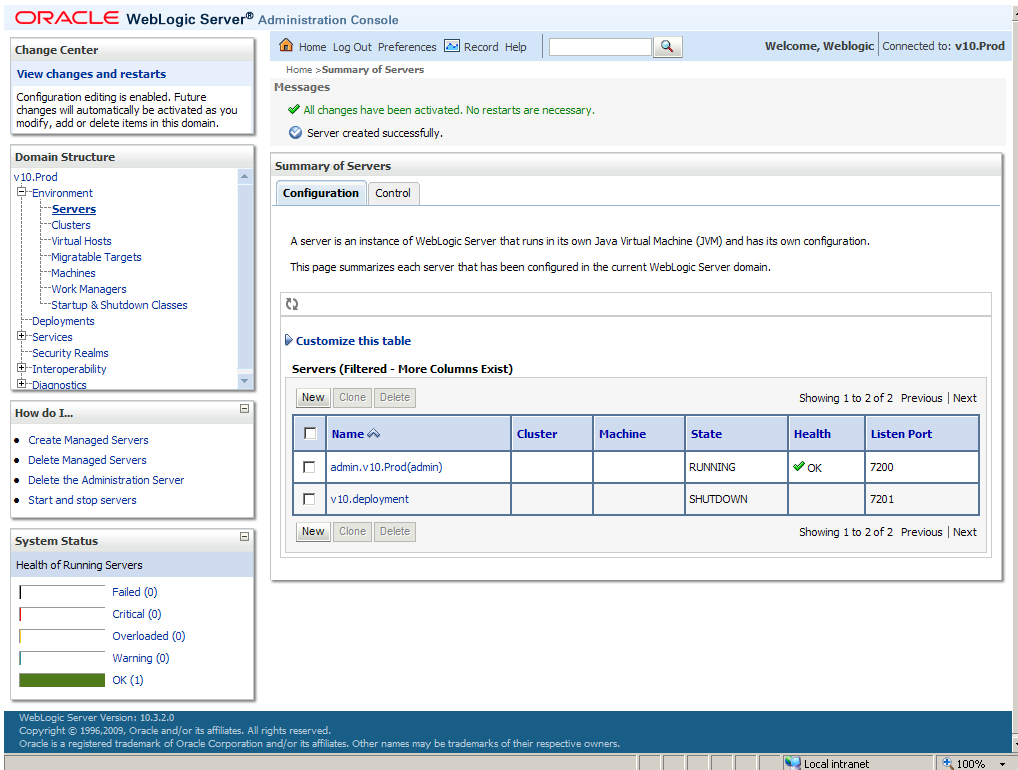 ORACLE WebLogic Server® Administration Console
Change Center
View changes and restarts
Configuration editing is enabled. Future
changes will automatically be activated as you
modify, add or delete items in this domain.
Domain Structure
v10.Prod
Environment
Servers
Clusters
Virtual Hosts
Migratable Targets
Machines
Work Managers
Startup & Shutdown Classes
Deployments
Services
Security Realms
Interoperability
Diagnostics
How do I...
Create Managed Servers
Delete Managed Servers
Delete the Administration Server
Start and stop servers
System Status
Health of Running Servers
Failed (0)
Critical (0)
Overloaded (0)
Warning (0)
OK (1)
Home Log Out Preferences Record Help
Welcome, Weblogic Connected to: v10.Prod
Home >Summary of Servers
Messages
All changes have been activated. No restarts are necessary.
Server created successfully.
Summary of Servers
Configuration Control
A server is an instance of WebLogic Server that runs in its own Java Virtual Machine (JVM) and has its own configuration.
This page summarizes each server that has been configured in the current WebLogic Server domain.
Customize this table
Servers (Filtered - More Columns Exist)
New Clone Delete Showing 1 to 2 of 2 Previous | Next
Name Cluster Machine State Health Listen Port
admin.v10.Prod(admin) RUNNING OK 7200
v10.deployment SHUTDOWN 7201
New Clone Delete Showing 1 to 2 of 2 Previous | Next
WebLogic Server Version: 10.3.2.0
Copyright © 1996,2009, Oracle and/or its affiliates. All rights reserved.
Oracle is a registered trademark of Oracle Corporation and/or its affiliates. Other names may be trademarks of their respective owners.
Local intranet 100%